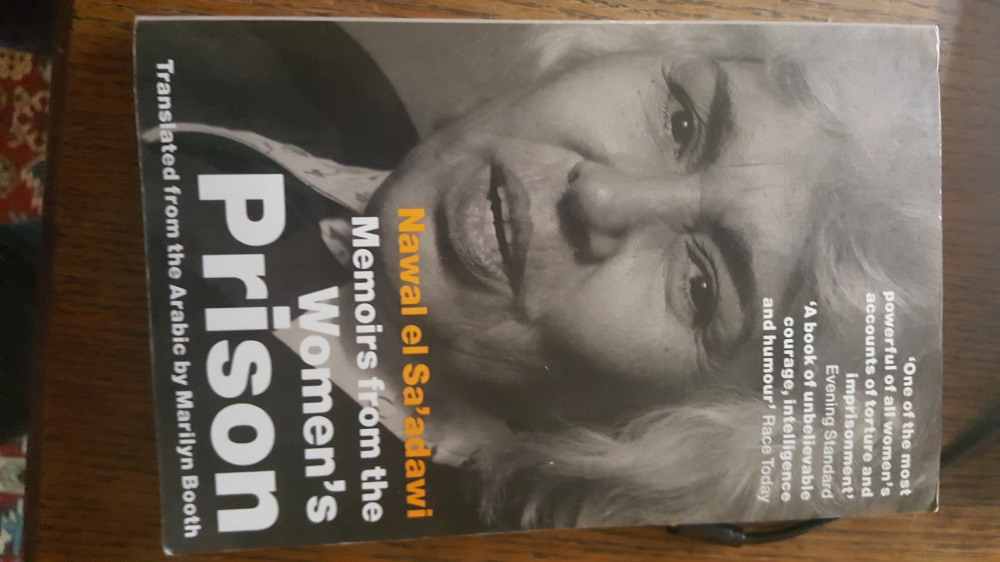 ‘One of the most
powerful of all women’s
accounts of torture and
imprisonment’
Evening Standard
‘A book of unbelievable
courage, intelligence
and humour’ Race Today
Nawal el Sa’adawi
Memoirs from the
Women’s
Prison
Translated from the Arabic by Marilyn Booth